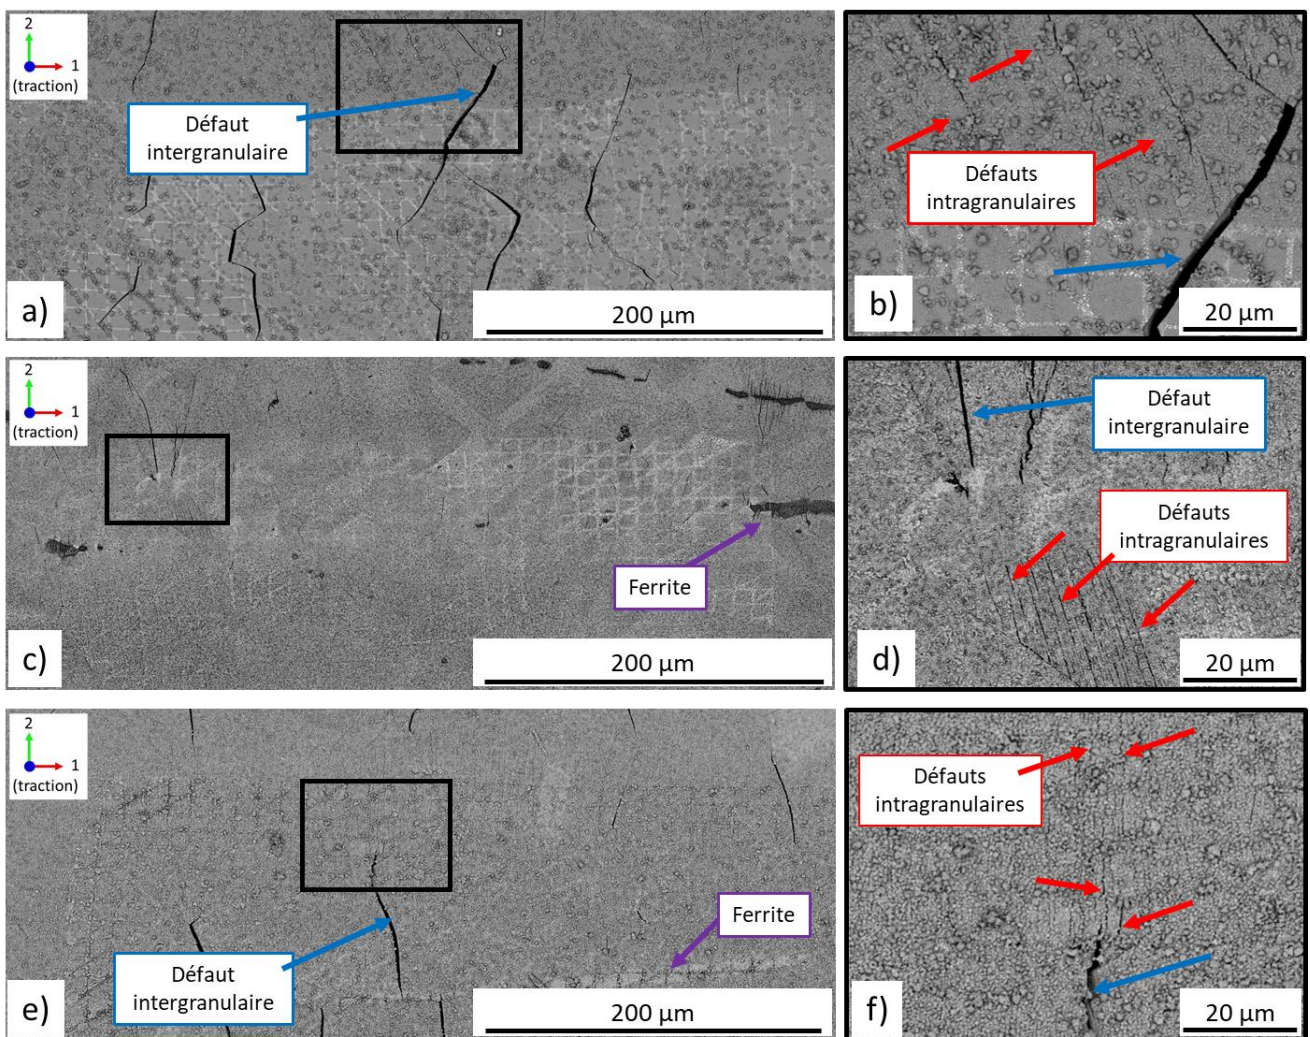 2
1
(traction)
Défaut
intergranulaire
200 µm
a)
Défauts
intragranulaires
20 µm
b)
2
1
(traction)
Ferrite
200 µm
c)
Défaut
intergranulaire
Défauts
intragranulaires
20 µm
d)
2
1
(traction)
Ferrite
Défaut
intergranulaire
200 µm
e)
Défauts
intragranulaires
20 µm
f)